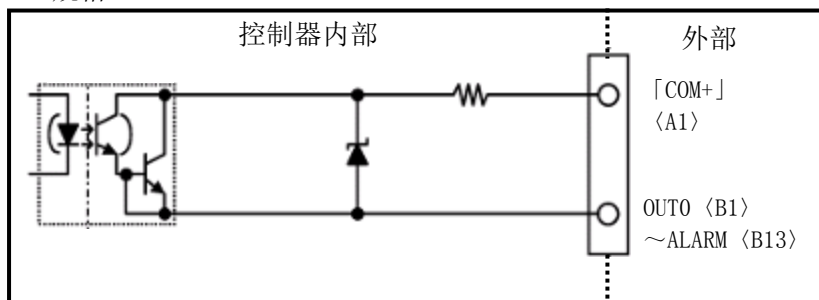 控制器内部
外部
「COM+」
〈A1〉
OUT0〈B1〉
～ALARM〈B13〉